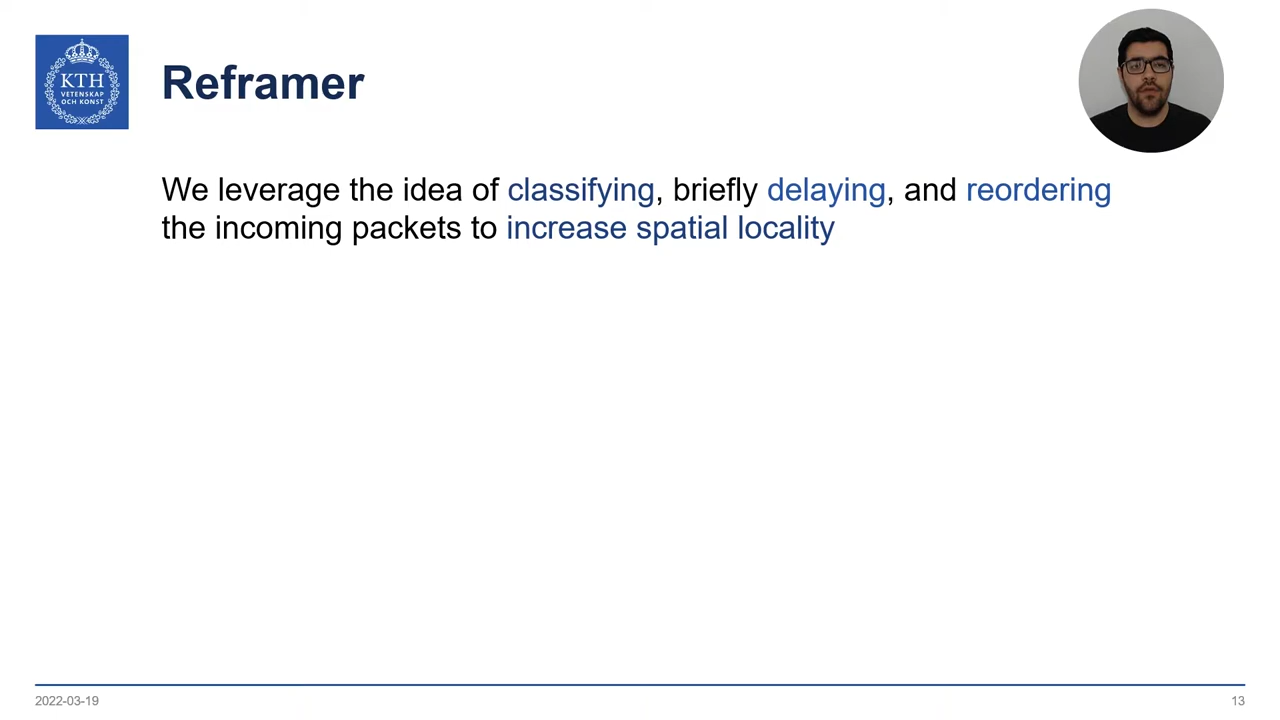 KTH
VETENSKAP
OCH KONST
Reframer
We leverage the idea of classifying, briefly delaying, and reordering
the incoming packets to increase spatial locality
2022-03-19
13